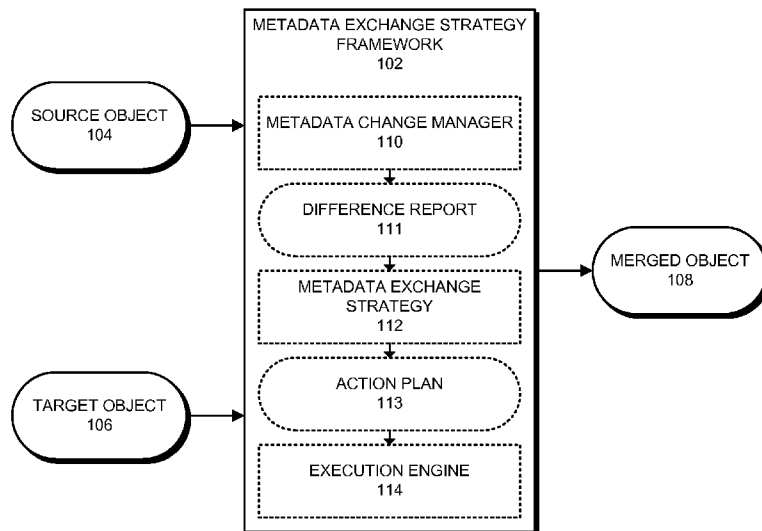 METADATA EXCHANGE STRATEGY
FRAMEWORK
102
SOURCE OBJECT
104
METADATA CHANGE MANAGER
110
DIFFERENCE REPORT
111
MERGED OBJECT
108
METADATA EXCHANGE
STRATEGY
112
ACTION PLAN
113
TARGET OBJECT
106
EXECUTION ENGINE
114